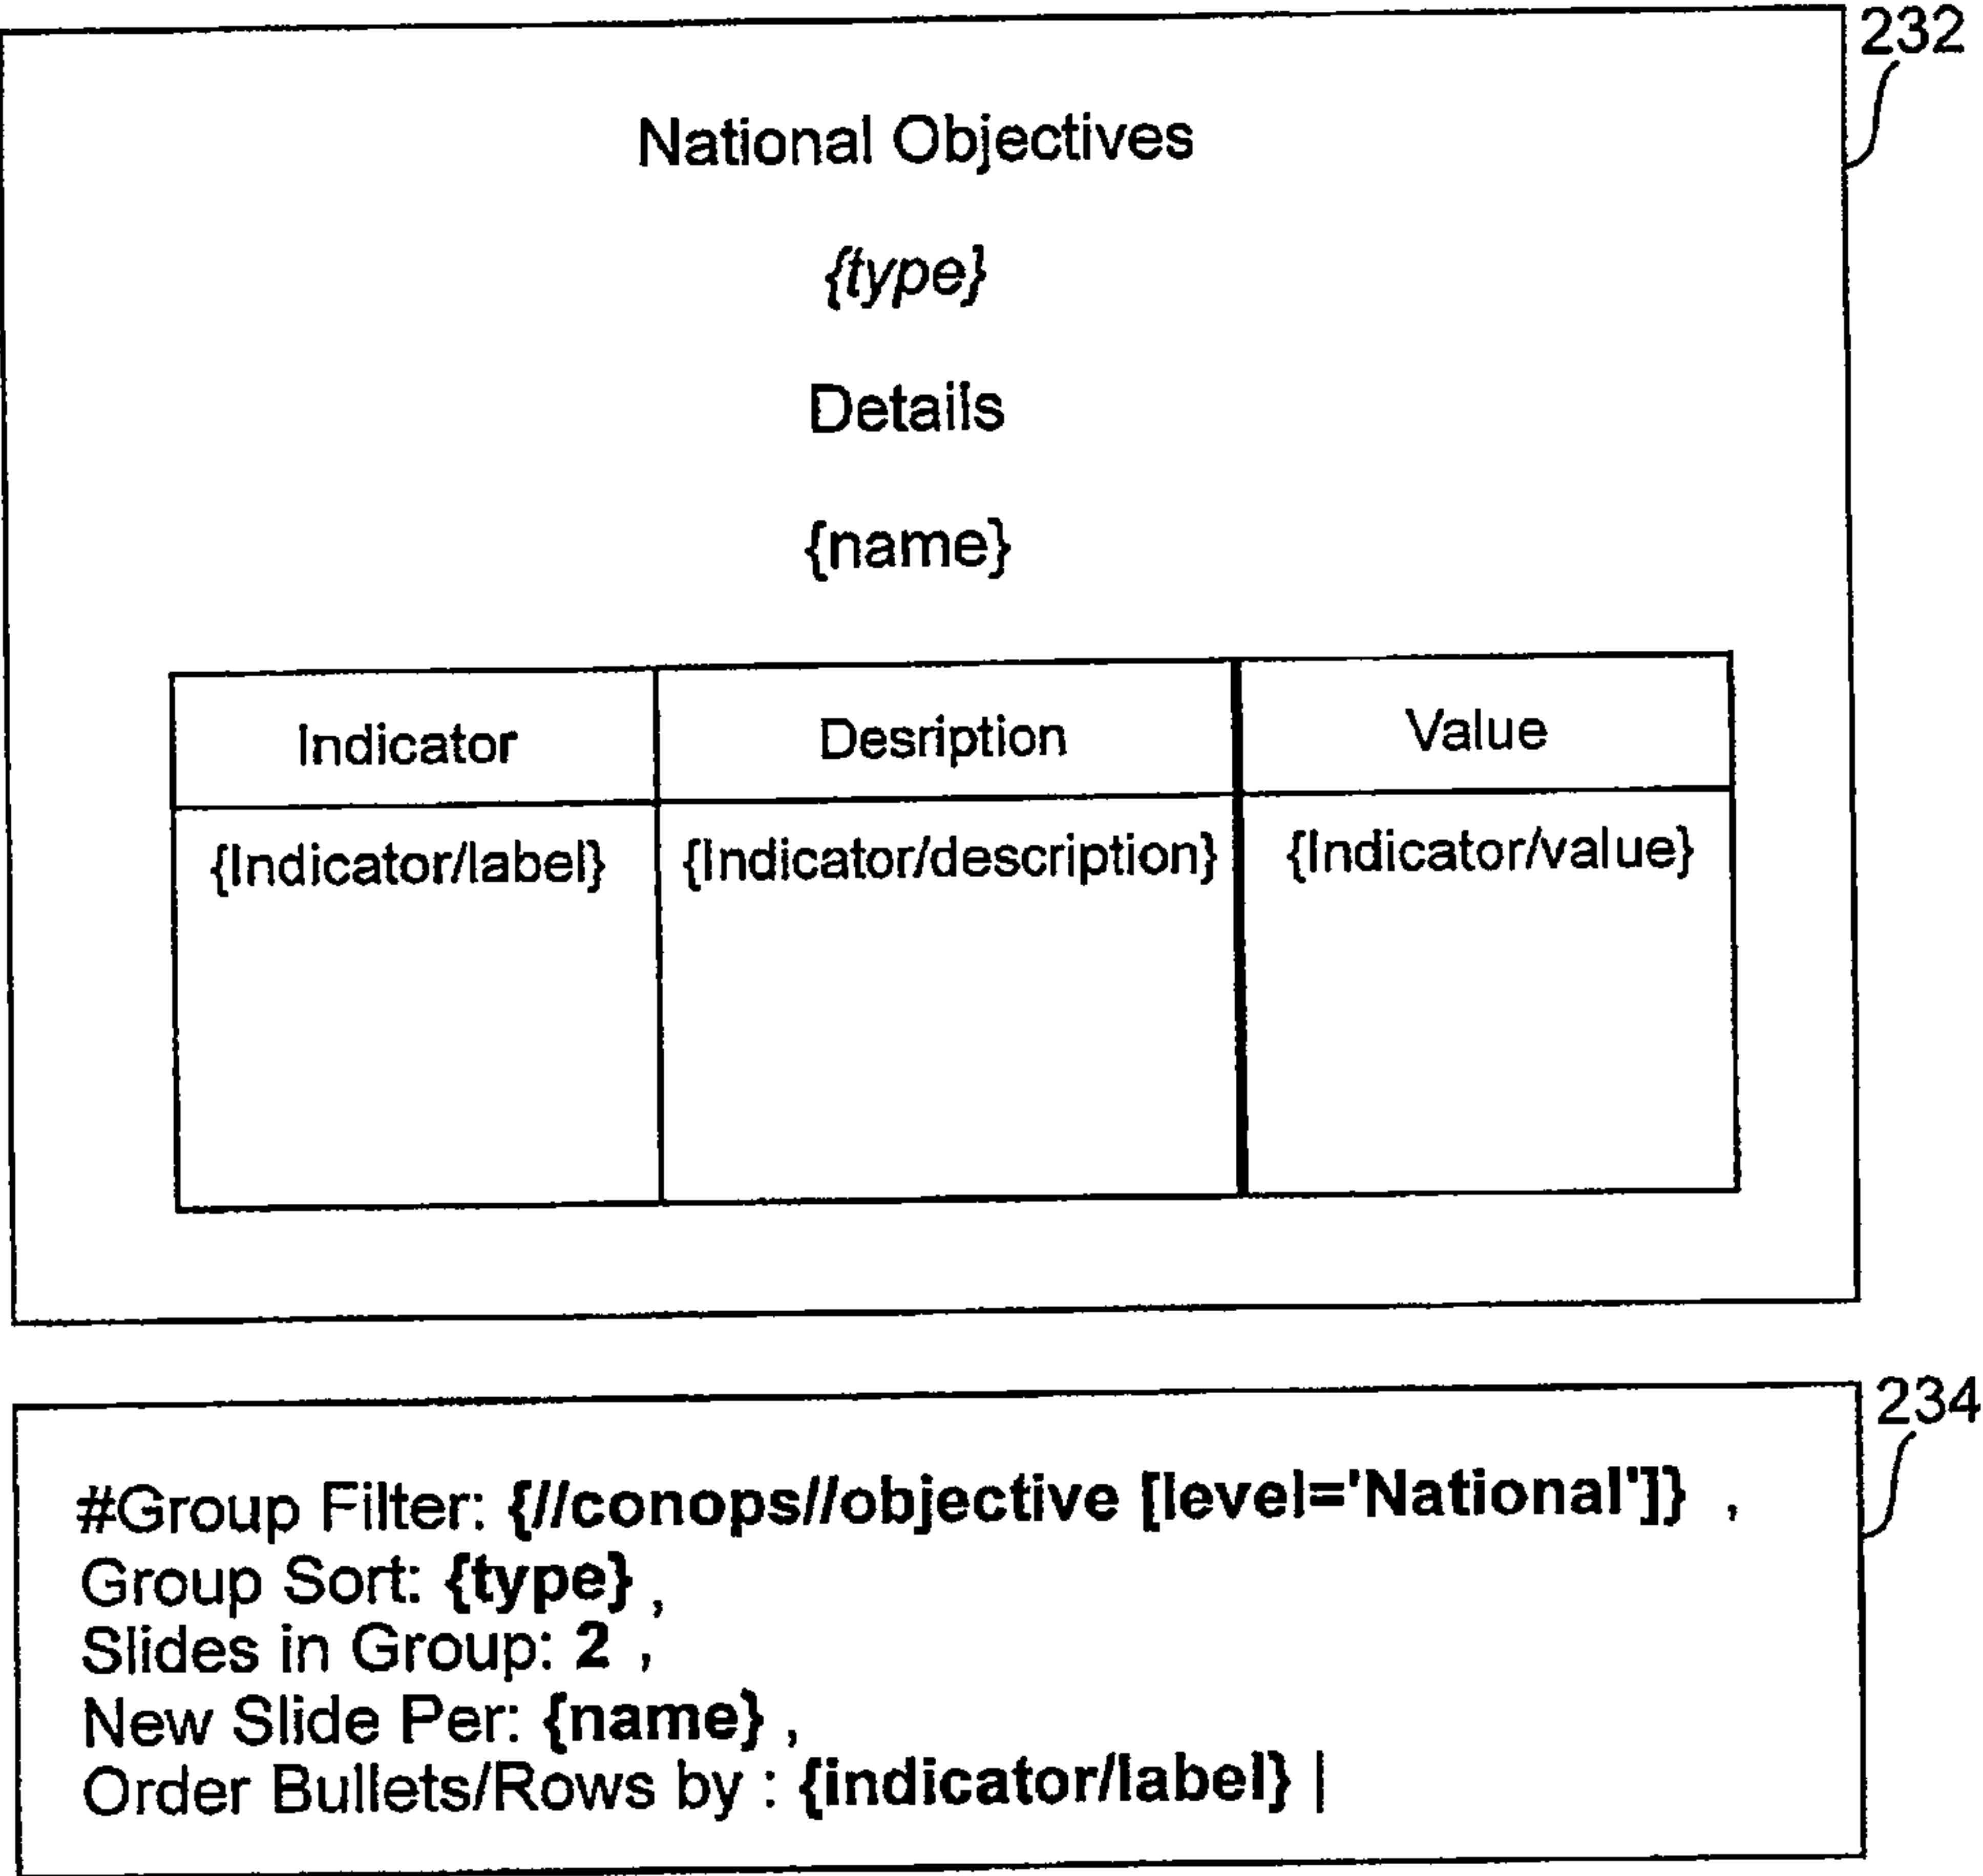 232
National Objectives
{type}
Details
{name}
Indicator Desription Value
{Indicator/label} {Indicator/description} {Indicator/value}
234
#Group Filter: {//conops//objective [level='National']} ,
Group Sort: {type} ,
Slides in Group: 2 ,
New Slide Per: {name} ,
Order Bullets/Rows by : {indicator/label} |